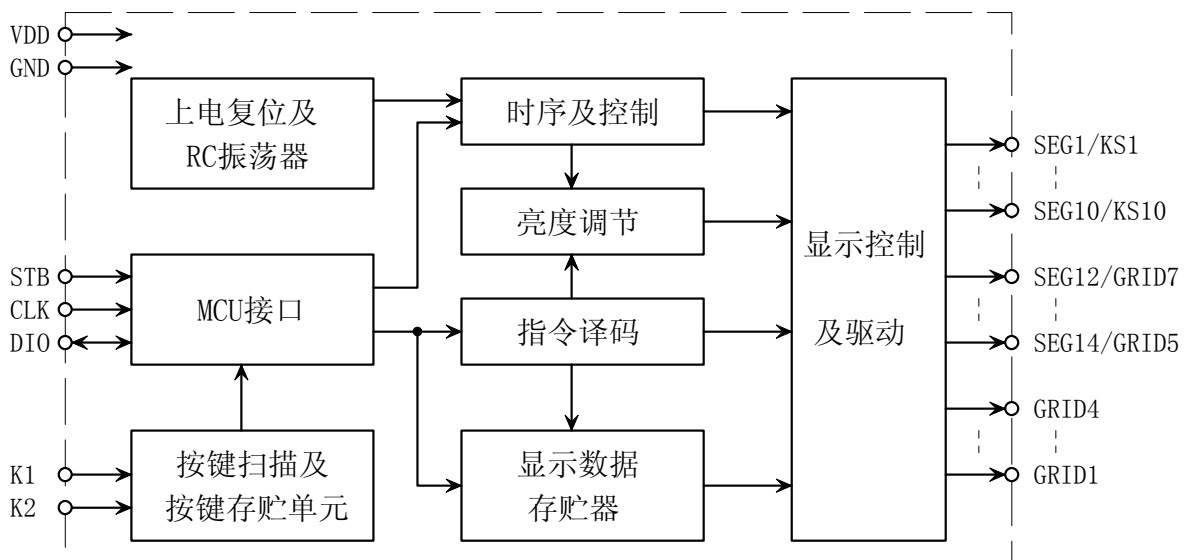 VDD
GND
上电复位及
RC振荡器
时序及控制
SEG1/KS1
亮度调节
SEG10/KS10
显示控制
及驱动
STB
CLK
DIO
MCU接口
指令译码
SEG12/GRID7
SEG14/GRID5
GRID4
K1
K2
按键扫描及
按键存贮单元
显示数据
存贮器
GRID1